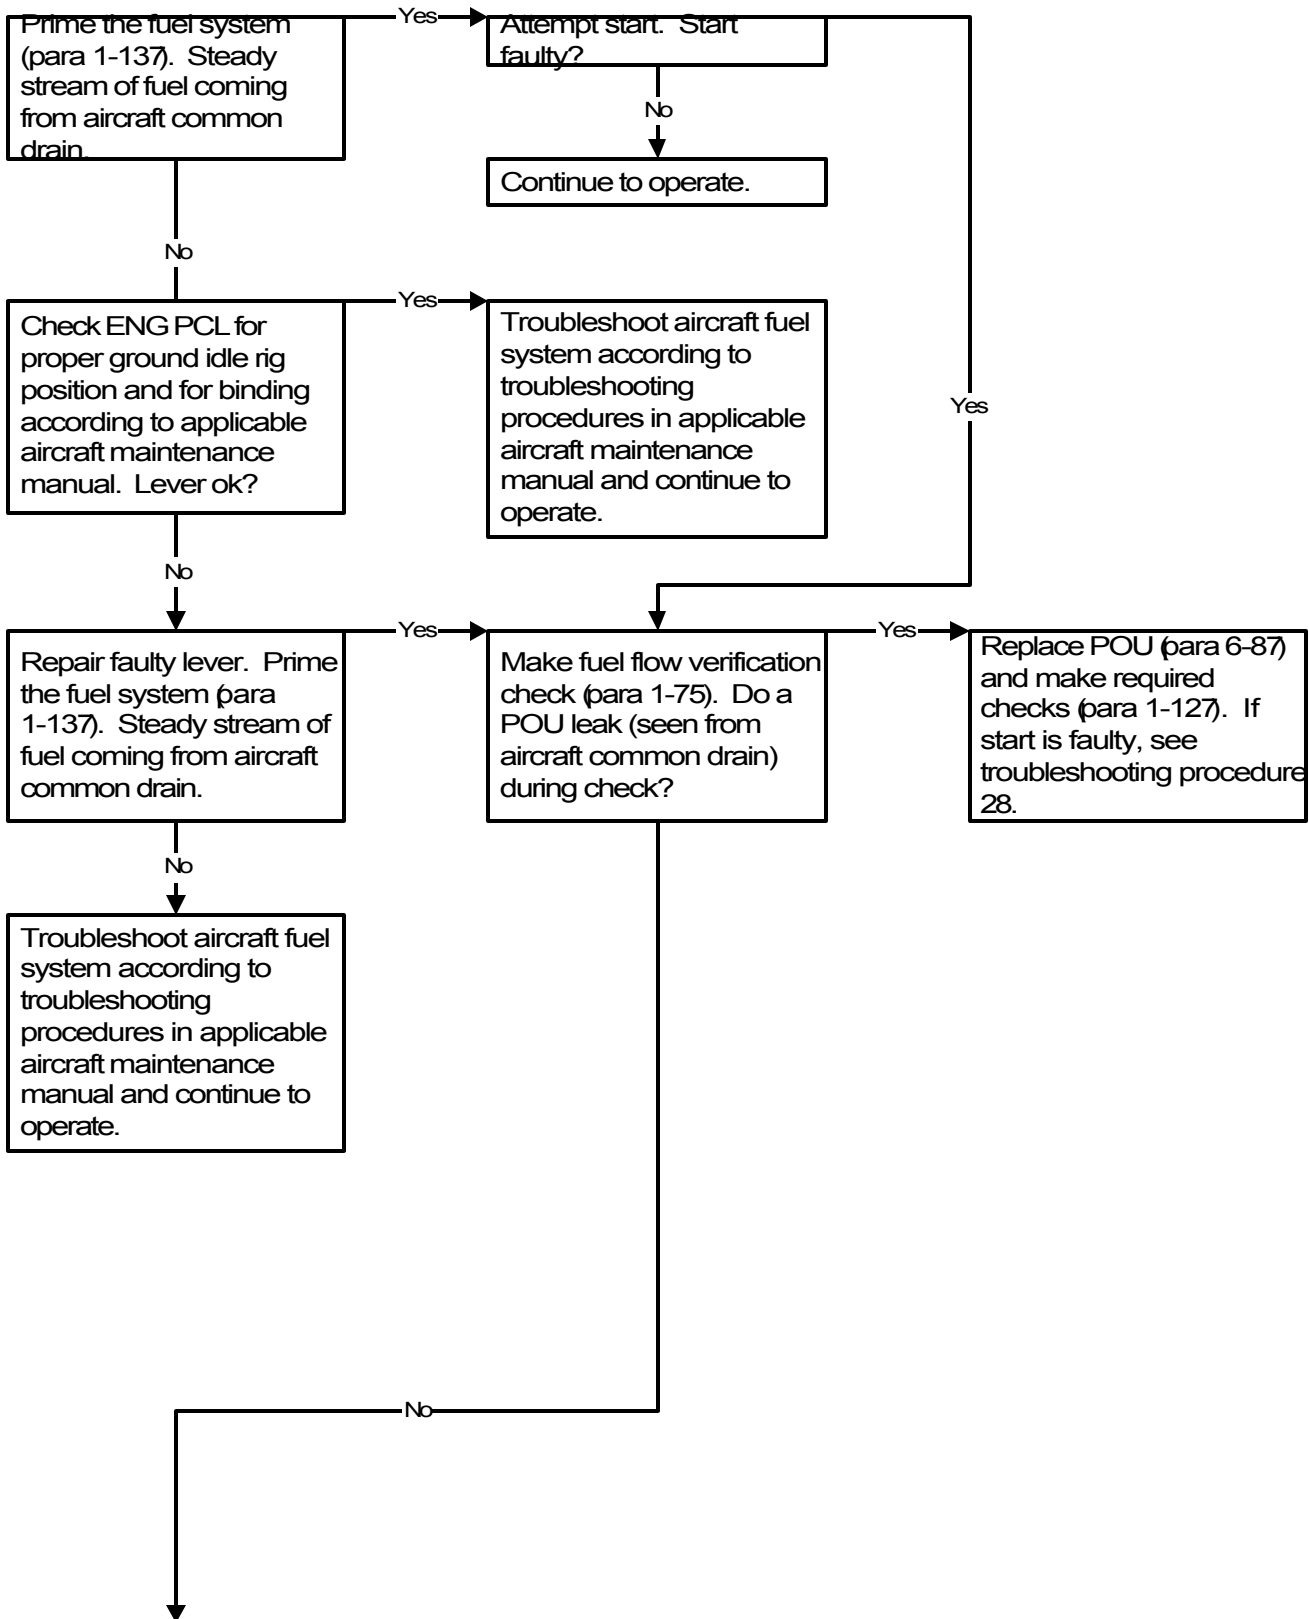 Prime the fuel system
(para 1-137).  Steady
stream of fuel coming
from aircraft common
drain.
Yes
Attempt start.  Start
faulty?
No
Continue to operate.
No
Yes
Check ENG PCL for
proper ground idle rig
position and for binding
according to applicable
aircraft maintenance
manual.  Lever ok?
Yes
Troubleshoot aircraft fuel
system according to
troubleshooting
procedures in applicable
aircraft maintenance
manual and continue to
operate.
No
Repair faulty lever.  Prime
the fuel system (para
1-137).  Steady stream of
fuel coming from aircraft
common drain.
Yes
Make fuel flow verification
check (para 1-75).  Do a
POU leak (seen from
aircraft common drain)
during check?
Yes
Replace POU (para 6-87)
and make required
checks (para 1-127).  If
start is faulty, see
troubleshooting procedure
28.
No
Troubleshoot aircraft fuel
system according to
troubleshooting
procedures in applicable
aircraft maintenance
manual and continue to
operate.
No